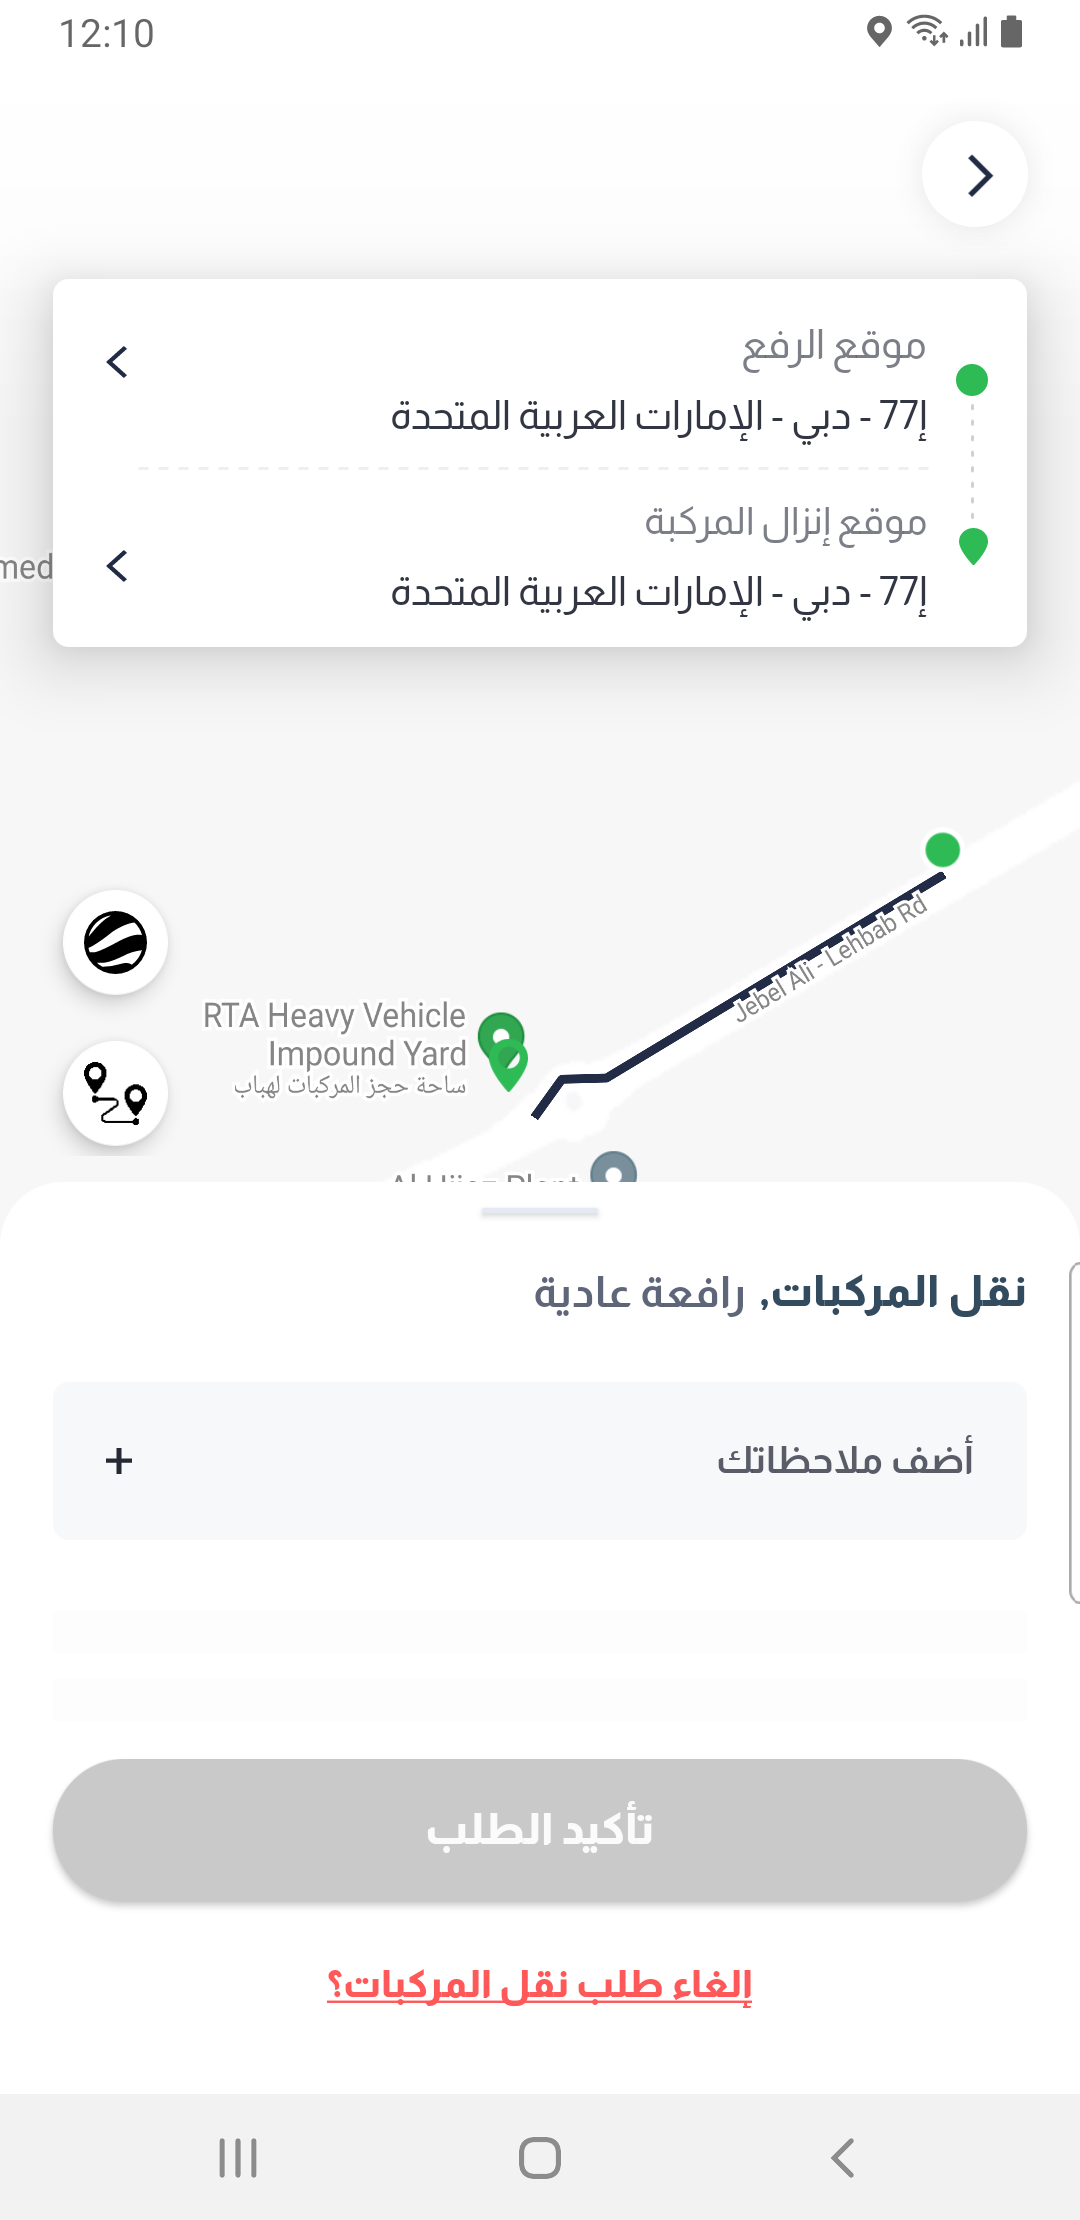 12:10
موقع الرفع
إ77 - دبي - الإمارات العربية المتحدة
موقع إنزال المركبة
إ77 - دبي - الإمارات العربية المتحدة
med
Jebel Ali - Lehbab Rd
RTA Heavy Vehicle
Impound Yard
ساحة حجز المركبات لهباب
نقل المركبات, رافعة عادية
أضف ملاحظاتك
+
تأكيد الطلب
إلغاء طلب نقل المركبات؟